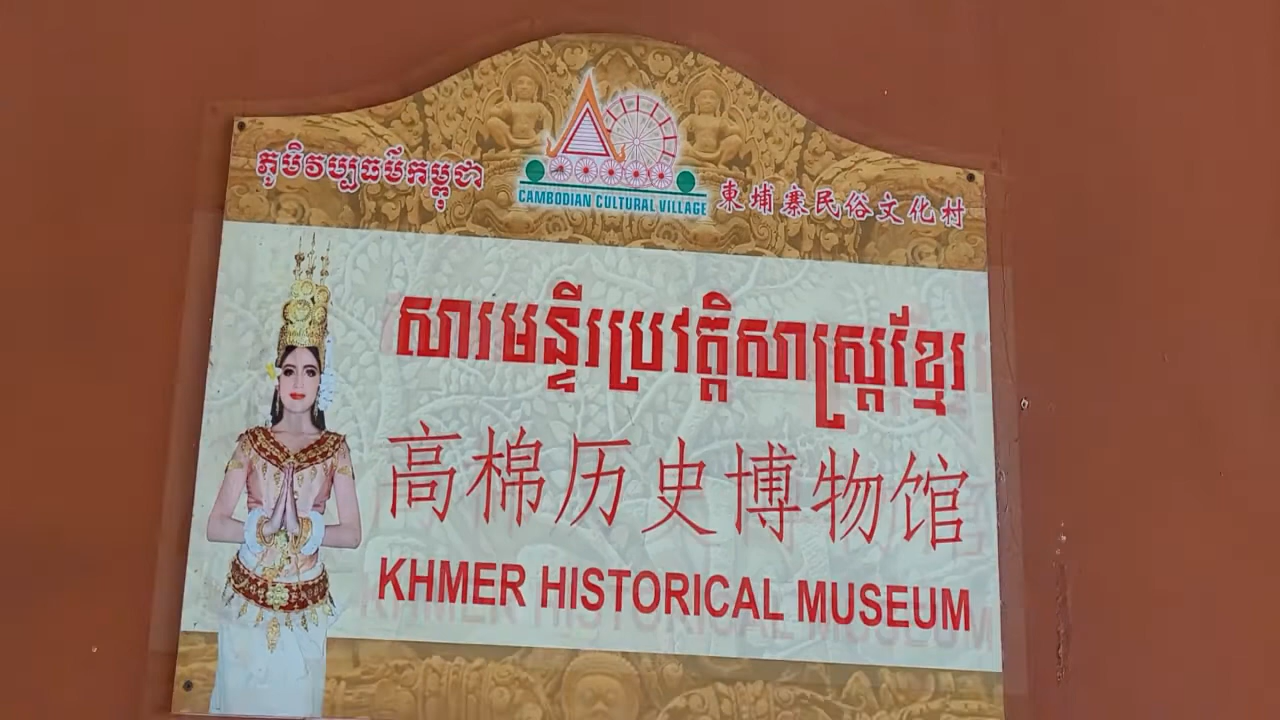 ភូមិវប្បធម៌កម្ពុជា
CAMBODIAN CULTURAL VILLAGE
柬埔寨民俗文化村
សារមន្ទីរប្រវត្តិសាស្ត្រខ្មែរ
高棉历史博物馆
KHMER HISTORICAL MUSEUM